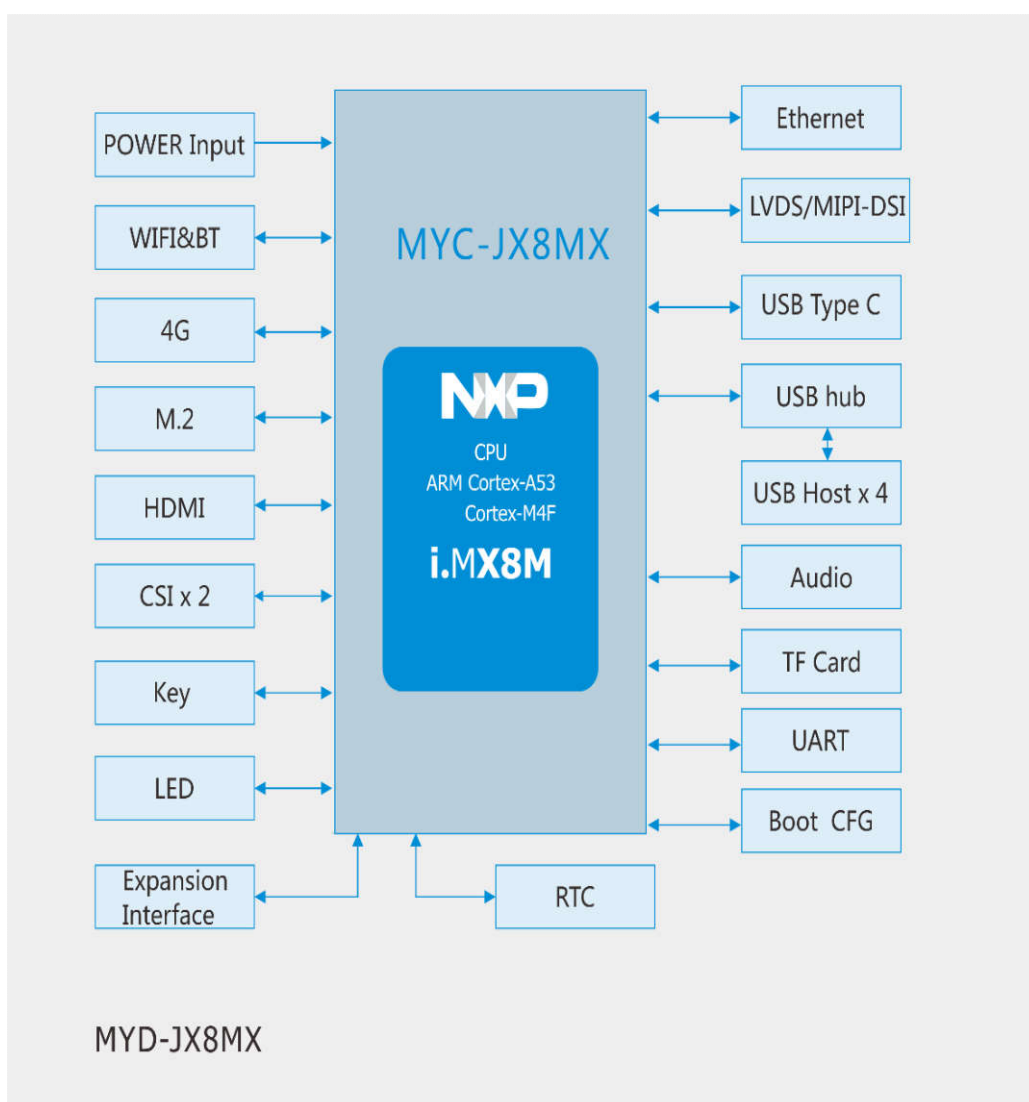 POWER Input
WIFI&BT
4G
M.2
HDMI
CSI x 2
Key
LED
Expansion
Interface
MYC-JX8MX
NXP
CPU
ARM Cortex-A53
Cortex-M4F
i.MX8M
Ethernet
LVDS/MIPI-DSI
USB Type C
USB hub
USB Host x 4
Audio
TF Card
UART
Boot CFG
RTC
MYD-JX8MX